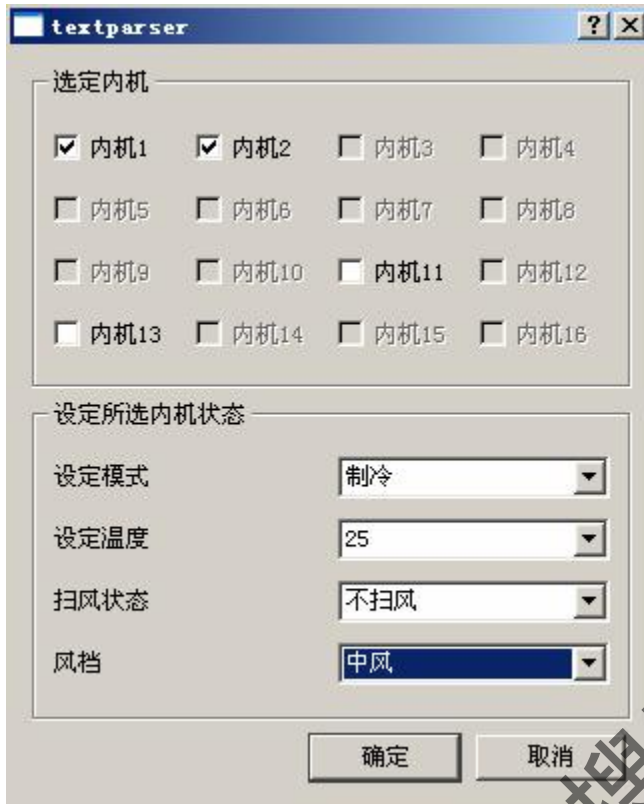 textparser
选定内机
内机1 内机2 内机3 内机4
内机5 内机6 内机7 内机8
内机9 内机10 内机11 内机12
内机13 内机14 内机15 内机16
设定所选内机状态
设定模式 制冷
设定温度 25
扫风状态 不扫风
风档 中风
确定 取消